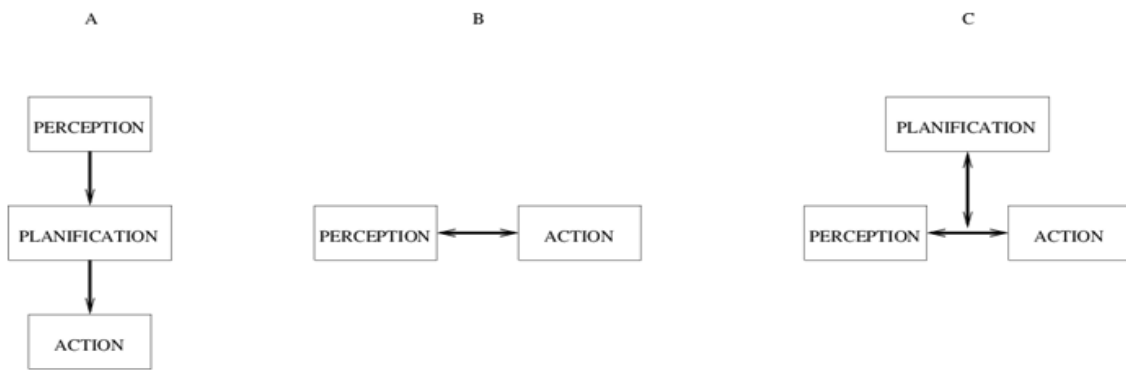 A
B
C
PERCEPTION
PLANIFICATION
PLANIFICATION
PERCEPTION
ACTION
PERCEPTION
ACTION
ACTION